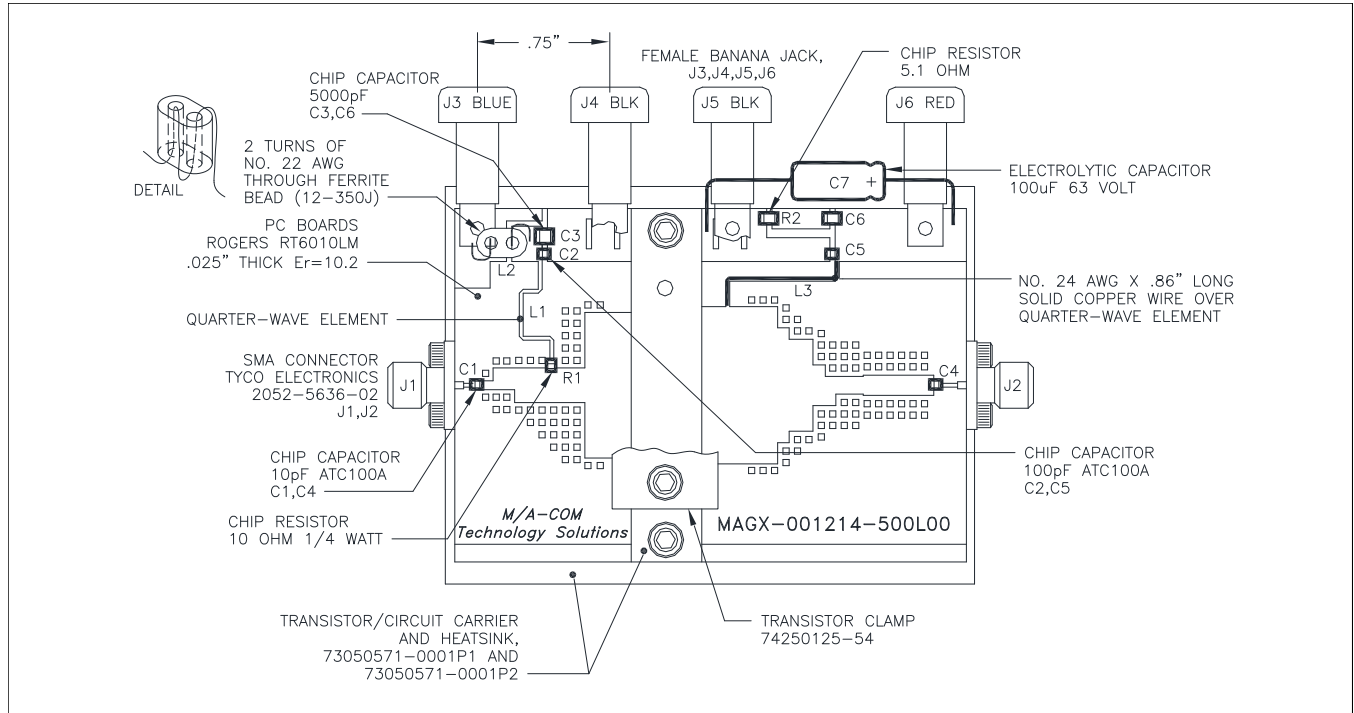 .75”
FEMALE BANANA JACK,
J3,J4,J5,J6
CHIP RESISTOR
5.1 OHM
CHIP CAPACITOR
5000pF
C3,C6
J3 BLUE
J4 BLK
J5 BLK
J6 RED
DETAIL
2 TURNS OF
NO. 22 AWG
THROUGH FERRITE
BEAD (12-350J)
ELECTROLYTIC CAPACITOR
100uF 63 VOLT
C7
+
R2
C6
C3
C2
C5
L2
PC BOARDS
ROGERS RT6010LM
.025” THICK Er=10.2
L3
NO. 24 AWG X .86” LONG
SOLID COPPER WIRE OVER
QUARTER-WAVE ELEMENT
QUARTER-WAVE ELEMENT
L1
SMA CONNECTOR
TYCO ELECTRONICS
2052-5636-02
J1,J2
J1
C1
R1
C4
J2
CHIP CAPACITOR
10pF ATC100A
C1,C4
CHIP CAPACITOR
100pF ATC100A
C2,C5
CHIP RESISTOR
10 OHM 1/4 WATT
M/A-COM
Technology Solutions
MAGX-001214-500L00
TRANSISTOR/CIRCUIT CARRIER
AND HEATSINK,
73050571-0001P1 AND
73050571-0001P2
TRANSISTOR CLAMP
74250125-54